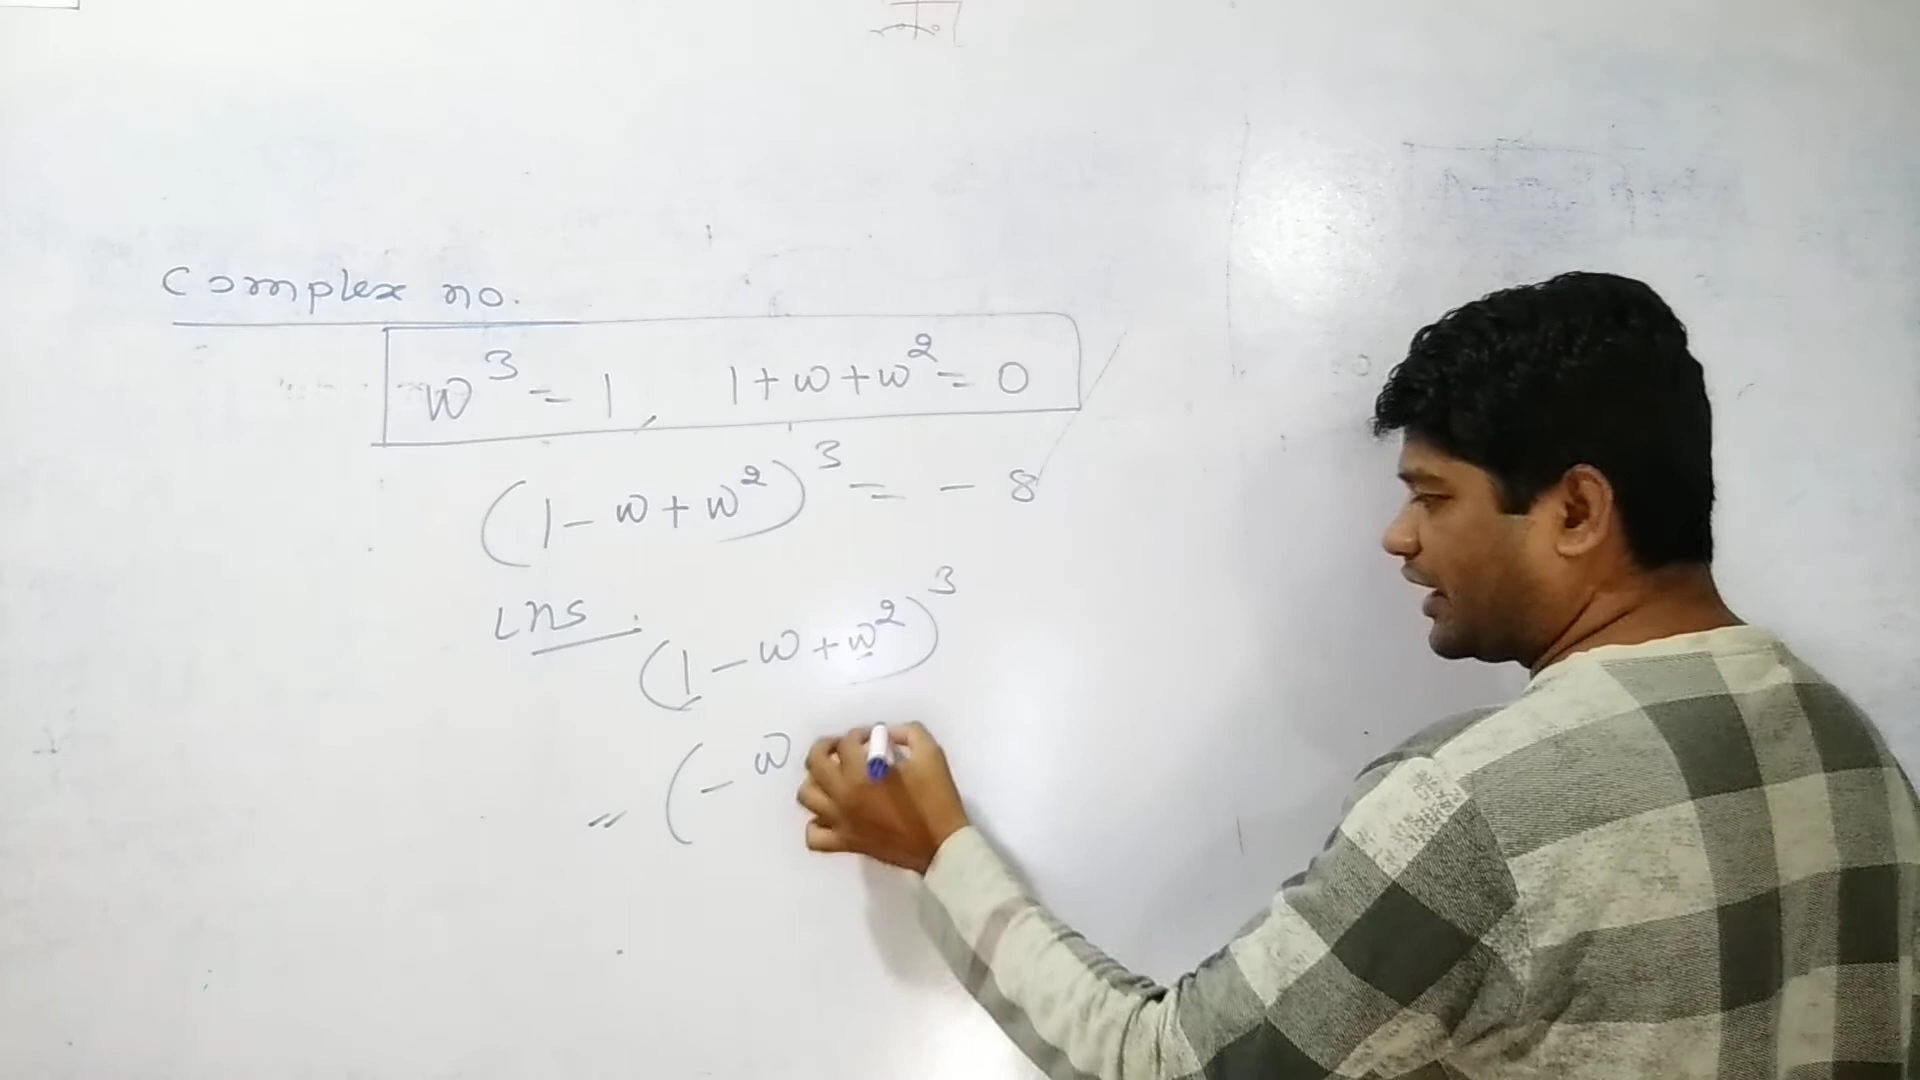 Complex no.
w³ = 1, 1 + w + w² = 0
(1 - w + w²)³ = - 8
LHS.
(1 - w + w²)³
= (- w